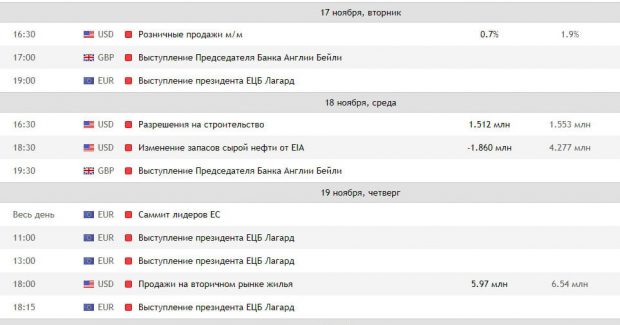 17 ноября, вторник
16:30 USD Розничные продажи м/м 0.7% 1.9%
17:00 GBP Выступление Председателя Банка Англии Бейли
19:00 EUR Выступление президента ЕЦБ Лагард
18 ноября, среда
16:30 USD Разрешения на строительство 1.512 млн 1.553 млн
18:30 USD Изменение запасов сырой нефти от EIA -1.860 млн 4.277 млн
19:30 GBP Выступление Председателя Банка Англии Бейли
19 ноября, четверг
Весь день EUR Саммит лидеров ЕС
11:00 EUR Выступление президента ЕЦБ Лагард
13:00 EUR Выступление президента ЕЦБ Лагард
18:00 USD Продажи на вторичном рынке жилья 5.97 млн 6.54 млн
18:15 EUR Выступление президента ЕЦБ Лагард